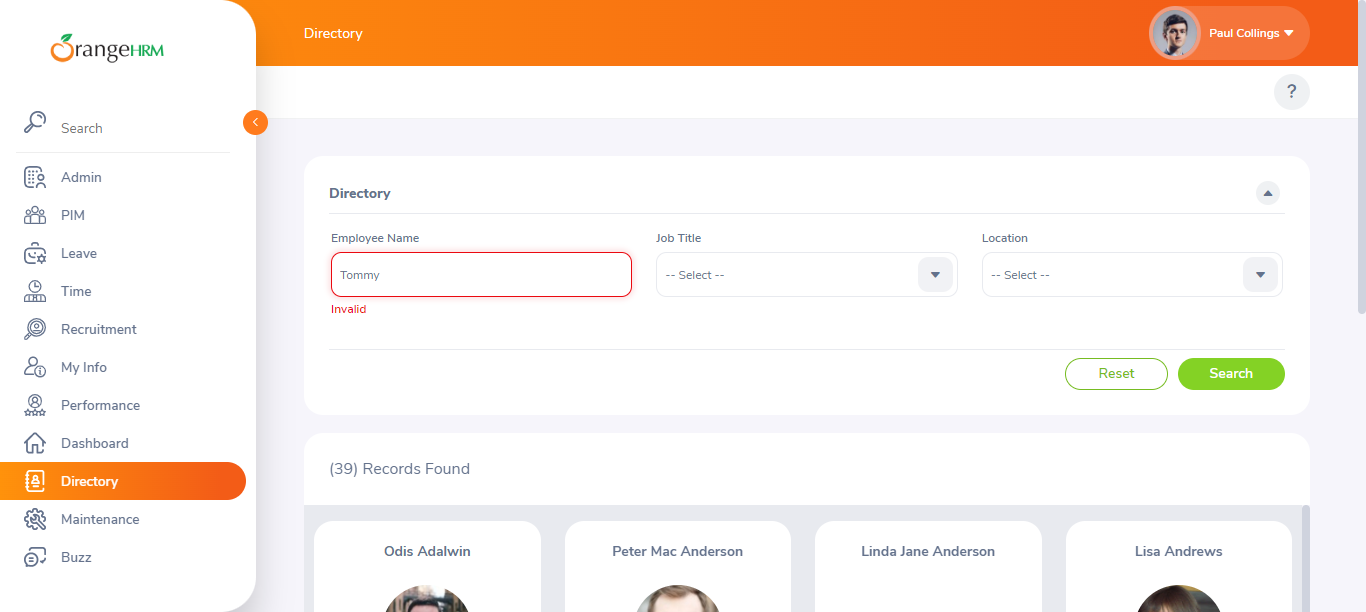 OrangeHRM
Directory
Paul Collings
?
Search
Admin
PIM
Leave
Time
Recruitment
My Info
Performance
Dashboard
Directory
Maintenance
Buzz
Directory
Employee Name
Job Title
Location
Tommy
-- Select --
-- Select --
Invalid
Reset
Search
(39) Records Found
Odis Adalwin
Peter Mac Anderson
Linda Jane Anderson
Lisa Andrews